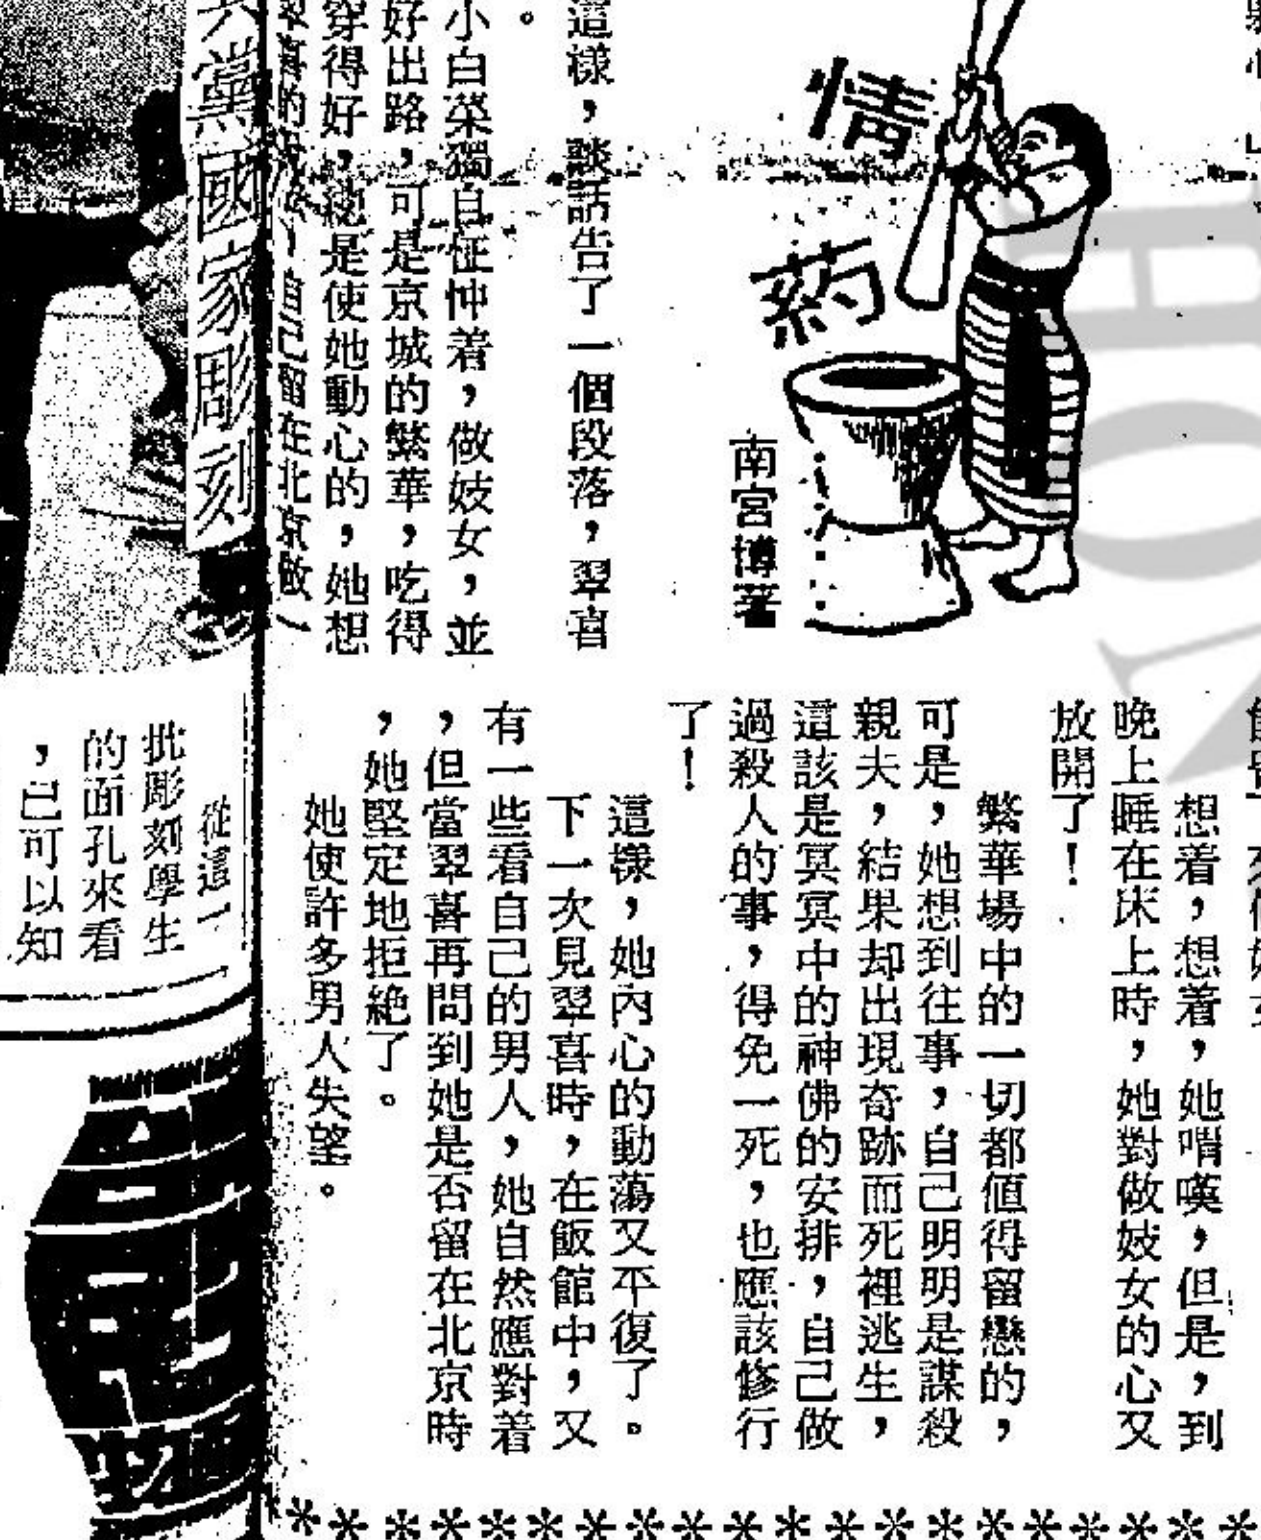 情
葯
南宮博著
這樣，談話告了一個段落，翠喜
。
小白菜獨自怔忡着，做妓女，並
好出路，可是京城的繁華，吃得
穿得好，總是使她動心的，她想
自己留在北京做一
想着，想着，她喟嘆，但是，到
晚上睡在床上時，她對做妓女的心又
放開了！
繁華場中的一切都値得留戀的，
可是，她想到往事，自己明明是謀殺
親夫，結果却出現奇跡而死裡逃生，
這該是冥冥中的神佛的安排，自己做
過殺人的事，得免一死，也應該修行
了！
這樣，她內心的動蕩又平復了。
下一次見翠喜時，在飯館中，又
有一些看自己的男人，她自然應對着
，但當翠喜再問到她是否留在北京時
，她堅定地拒絕了。
她使許多男人失望。
共黨國家彫刻
從這一
批彫刻學生
的面孔來看
，已可以知
HON